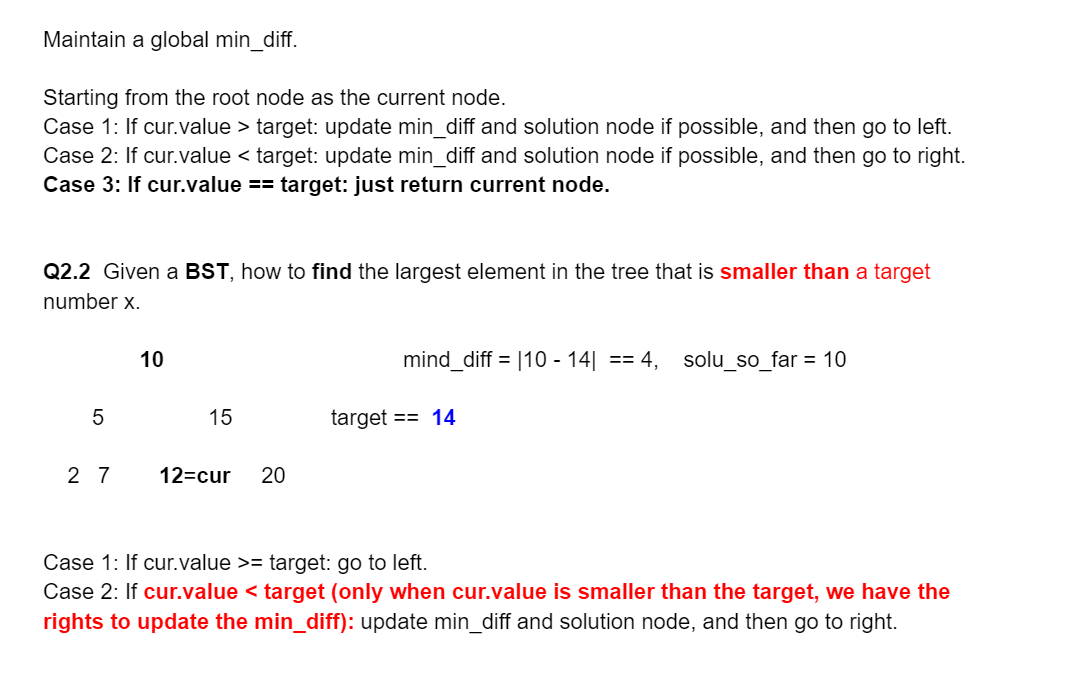 Maintain a global min_diff.
Starting from the root node as the current node.
Case 1: If cur.value > target: update min_diff and solution node if possible, and then go to left.
Case 2: If cur.value < target: update min_diff and solution node if possible, and then go to right.
Case 3: If cur.value == target: just return current node.
Q2.2 Given a BST, how to find the largest element in the tree that is smaller than a target
number x.
10 mind_diff = |10 - 14| == 4, solu_so_far = 10
5 15 target == 14
2 7 12=cur 20
Case 1: If cur.value >= target: go to left.
Case 2: If cur.value < target (only when cur.value is smaller than the target, we have the
rights to update the min_diff): update min_diff and solution node, and then go to right.